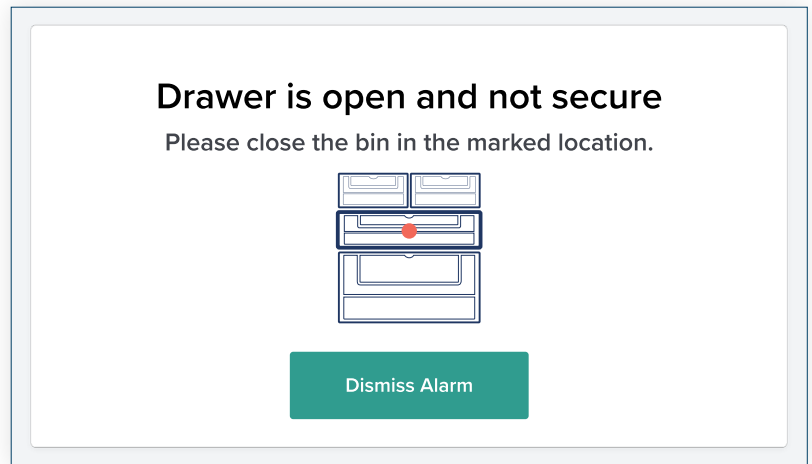 Drawer is open and not secure
Please close the bin in the marked location.
Dismiss Alarm